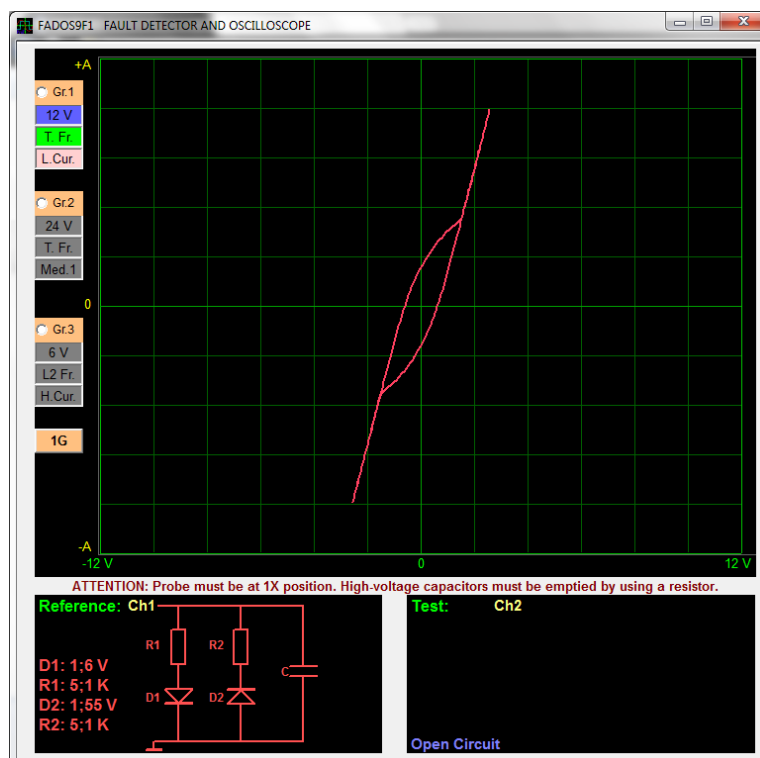 FADOS9F1 FAULT DETECTOR AND OSCILLOSCOPE
+A
Gr.1
12 V
T. Fr.
L.Cur.
Gr.2
24 V
T. Fr.
Med.1
0
Gr.3
6 V
L2 Fr.
H.Cur.
1G
-A
-12 V
0
12 V
ATTENTION: Probe must be at 1X position. High-voltage capacitors must be emptied by using a resistor.
Reference: Ch1
R1
R2
D1: 1;6 V
R1: 5;1 K
D2: 1;55 V
R2: 5;1 K
C
D1
D2
Test: Ch2
Open Circuit